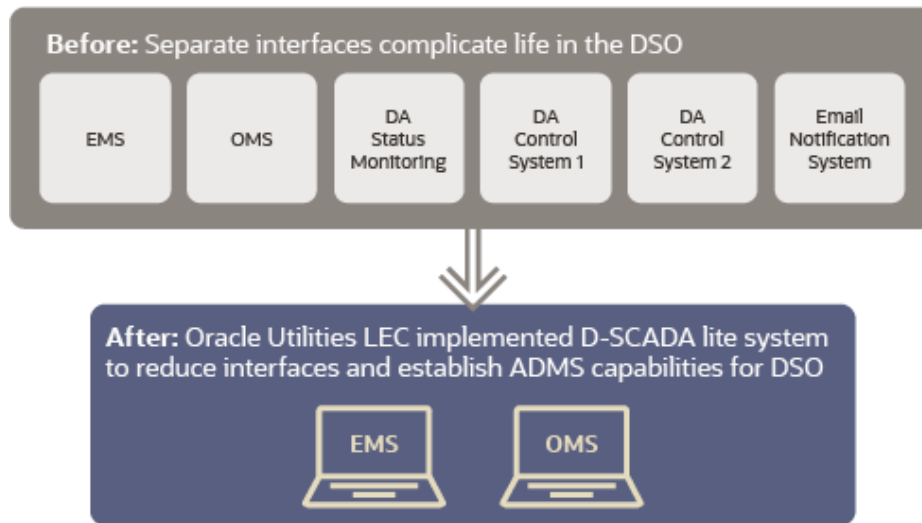 Before: Separate interfaces complicate life in the DSO
EMS
OMS
DA
Status
Monitoring
DA
Control
System 1
DA
Control
System 2
Email
Notification
System
After: Oracle Utilities LEC implemented D-SCADA lite system
to reduce interfaces and establish ADMS capabilities for DSO
EMS
OMS